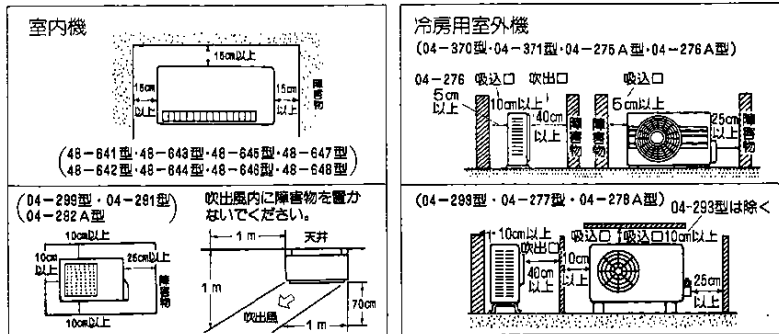 室内機
15cm以上
15cm以上
15cm以上
障害物
(48-641型・48-643型・48-645型・48-647型
48-642型・48-644型・48-646型・48-648型)
(04-299型・04-281型
04-282A型)
10cm以上
10cm以上
25cm以上
障害物
10cm以上
吹出風内に障害物を置か
ないでください。
1m
天井
1m
吹出風
1m
70cm
冷房用室外機
(04-370型・04-371型・04-275A型・04-276A型)
04-276 吸込口 吹出口
5cm以上
10cm以上
40cm以上
障害物
吸込口
障害物
5cm以上
25cm以上
障害物
(04-293型・04-277型・04-278A型)
04-293型は除く
10cm以上
吹出口
40cm以上
吸込口
吸込口
10cm以上
10cm以上
25cm以上